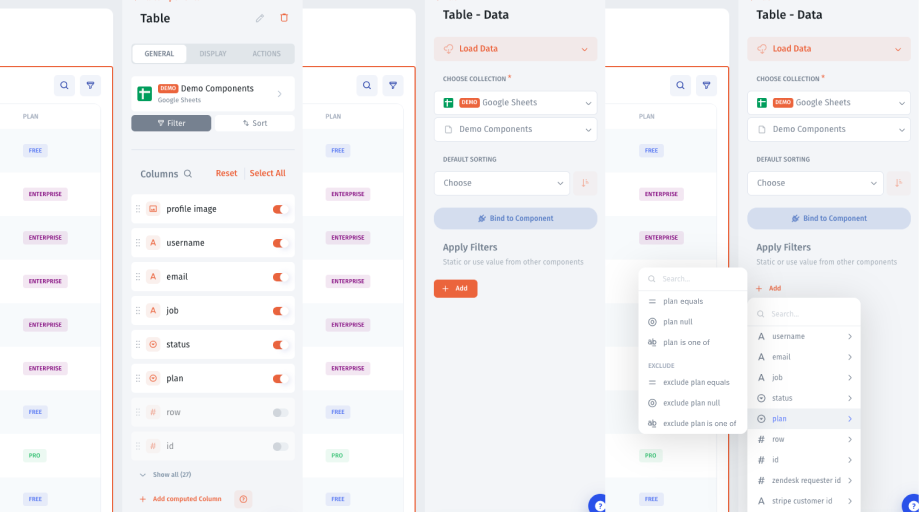 PLAN
FREE
ENTERPRISE
ENTERPRISE
ENTERPRISE
ENTERPRISE
ENTERPRISE
FREE
PRO
FREE
Table
GENERAL DISPLAY ACTIONS
DEMO Demo Components
Google Sheets
Filter Sort
Columns Reset Select All
profile image
A username
A email
A job
status
plan
# row
# id
Show all (27)
+ Add computed Column
PLAN
FREE
ENTERPRISE
ENTERPRISE
ENTERPRISE
ENTERPRISE
ENTERPRISE
FREE
PRO
FREE
Table - Data
Load Data
CHOOSE COLLECTION *
DEMO Google Sheets
Demo Components
DEFAULT SORTING
Choose
Bind to Component
Apply Filters
Static or use value from other components
+ Add
?
PLAN
FREE
ENTERPRISE
ENTERPRISE
Search...
= plan equals
plan null
plan is one of
EXCLUDE
= exclude plan equals
exclude plan null
exclude plan is one of
PRO
FREE
Table - Data
Load Data
CHOOSE COLLECTION *
DEMO Google Sheets
Demo Components
DEFAULT SORTING
Choose
Bind to Component
Apply Filters
Static or use value from other components
+ Add
Search...
A username
A email
A job
status
plan
# row
# id
# zendesk requester id
A stripe customer id
?